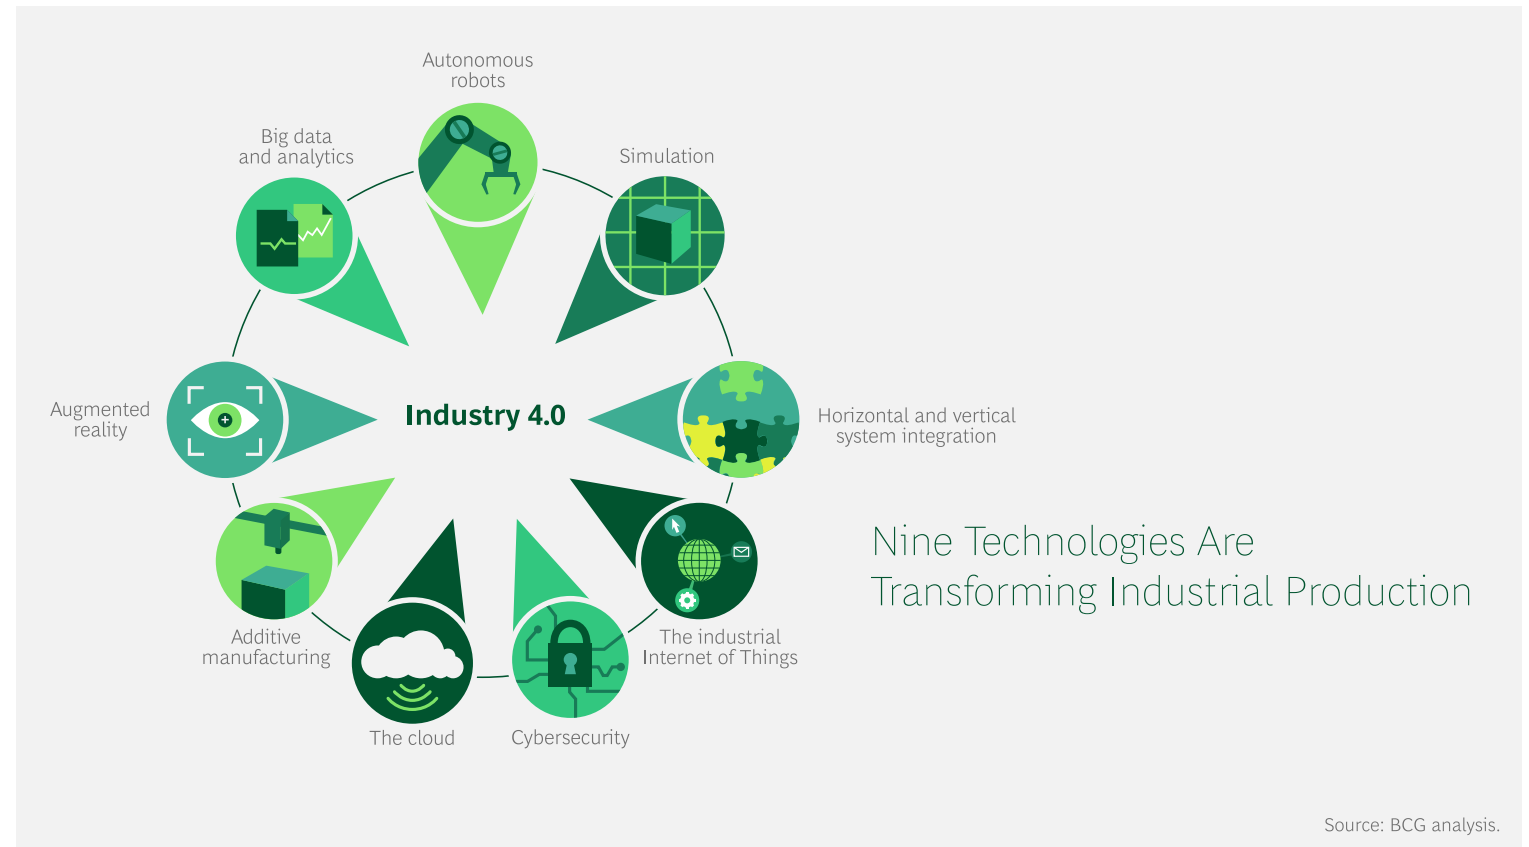 Autonomous
robots
Big data
and analytics
Simulation
Augmented
reality
Industry 4.0
Horizontal and vertical
system integration
Nine Technologies Are
Transforming Industrial Production
Additive
manufacturing
The industrial
Internet of Things
The cloud
Cybersecurity
Source: BCG analysis.